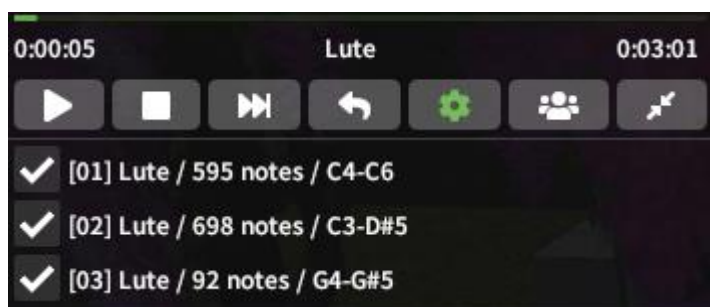 0:00:05 Lute 0:03:01
[01] Lute / 595 notes / C4-C6
[02] Lute / 698 notes / C3-D#5
[03] Lute / 92 notes / G4-G#5